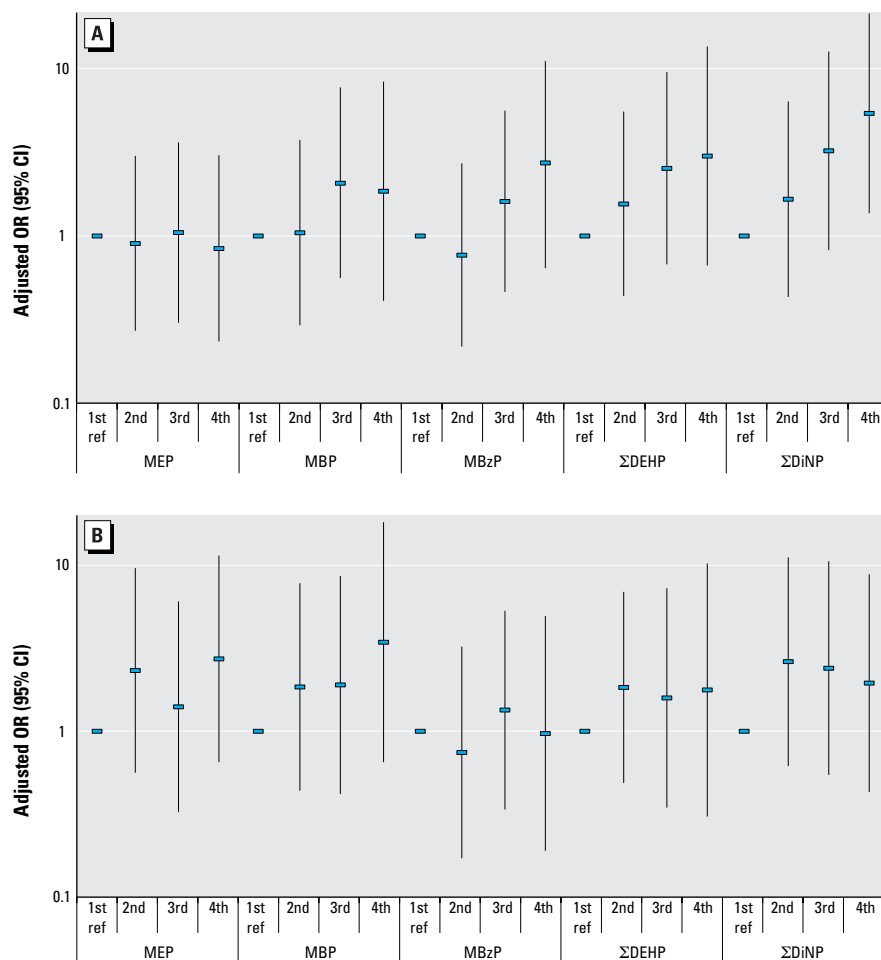 A
Adjusted OR (95% CI)
10
1
0.1
1st ref 2nd 3rd 4th 1st ref 2nd 3rd 4th 1st ref 2nd 3rd 4th 1st ref 2nd 3rd 4th 1st ref 2nd 3rd 4th
MEP MBP MBzP ΣDEHP ΣDiNP
B
Adjusted OR (95% CI)
10
1
0.1
1st ref 2nd 3rd 4th 1st ref 2nd 3rd 4th 1st ref 2nd 3rd 4th 1st ref 2nd 3rd 4th 1st ref 2nd 3rd 4th
MEP MBP MBzP ΣDEHP ΣDiNP